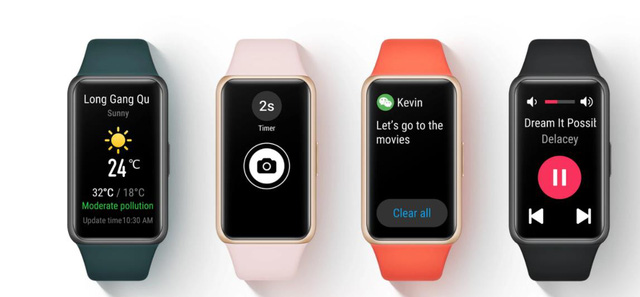 Long Gang Qu
Sunny
24 ℃
32°C / 18°C
Moderate pollution
Update time10:30 AM
2s
Timer
Kevin
Let's go to the
movies
Clear all
Dream It Possit
Delacey